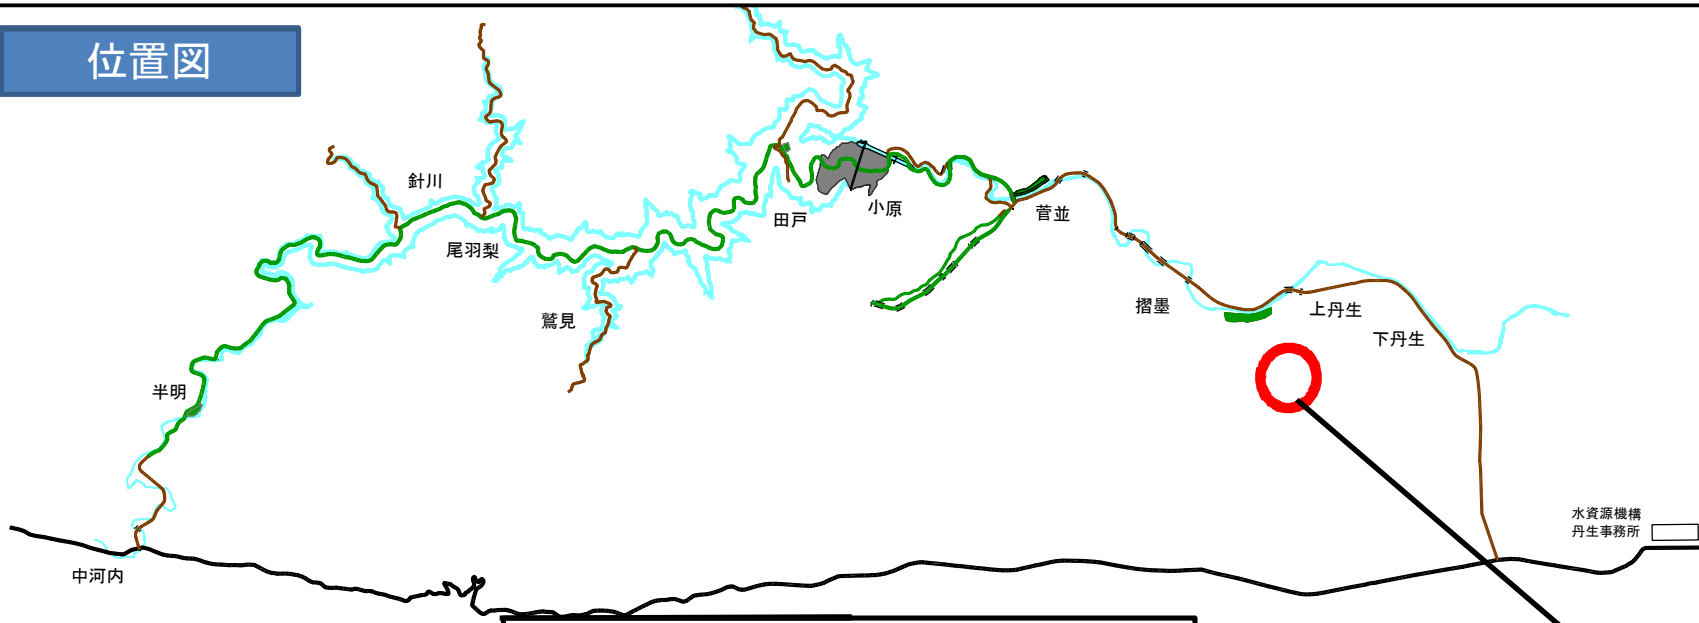 位置図
針川
尾羽梨
鷲見
田戸
小原
菅並
摺墨
上丹生
下丹生
半明
中河内
水資源機構
丹生事務所